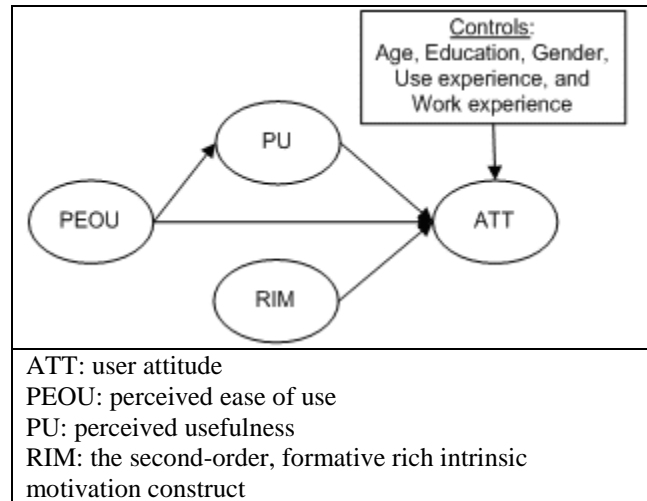 Controls:
Age, Education, Gender,
Use experience, and
Work experience
PU
PEOU
ATT
RIM
ATT: user attitude
PEOU: perceived ease of use
PU: perceived usefulness
RIM: the second-order, formative rich intrinsic
motivation construct